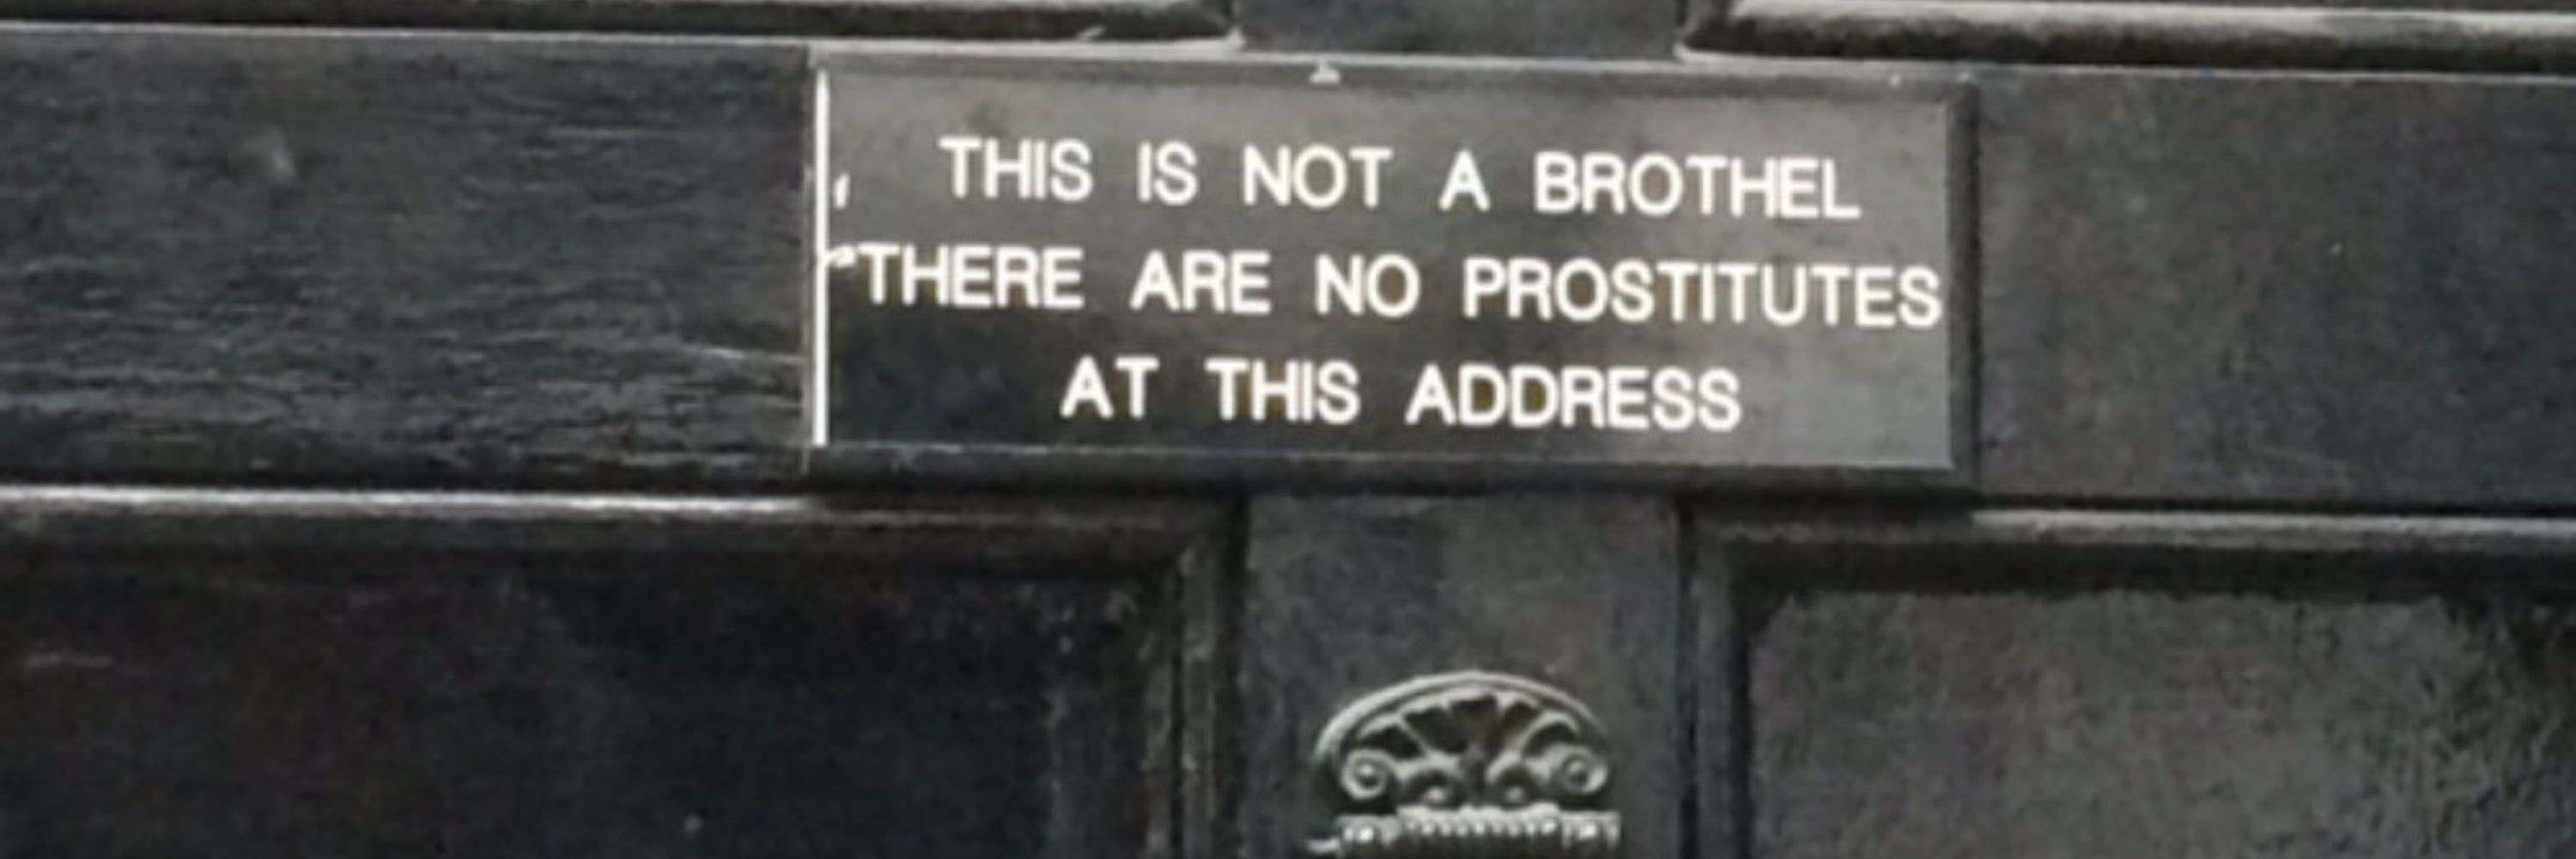 THIS IS NOT A BROTHEL
THERE ARE NO PROSTITUTES
AT THIS ADDRESS